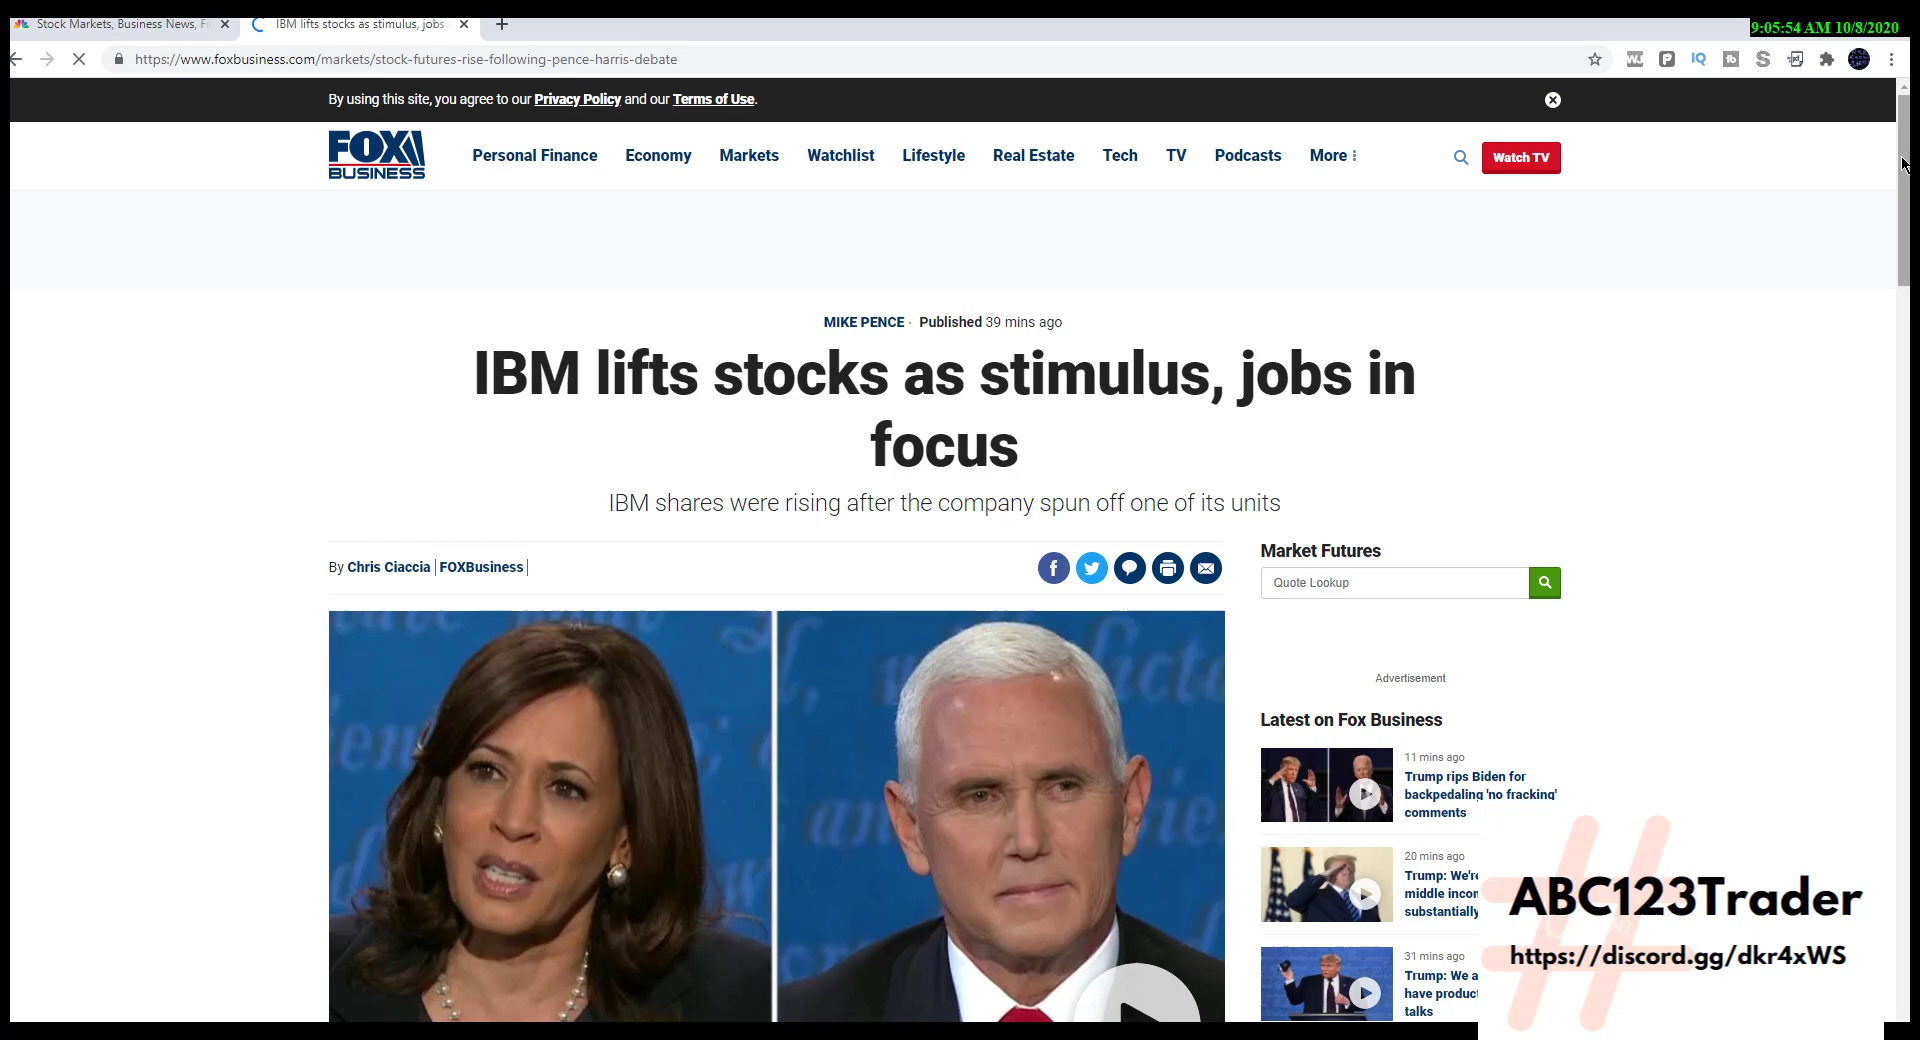 Stock Markets, Business News, Fi
IBM lifts stocks as stimulus, jobs
9:05:54 AM 10/8/2020
https://www.foxbusiness.com/markets/stock-futures-rise-following-pence-harris-debate
By using this site, you agree to our Privacy Policy and our Terms of Use.
FOX
BUSINESS
Personal Finance Economy Markets Watchlist Lifestyle Real Estate Tech TV Podcasts More
Watch TV
MIKE PENCE · Published 39 mins ago
IBM lifts stocks as stimulus, jobs in
focus
IBM shares were rising after the company spun off one of its units
By Chris Ciaccia | FOXBusiness |
Market Futures
Quote Lookup
Advertisement
Latest on Fox Business
11 mins ago
Trump rips Biden for
backpedaling 'no fracking'
comments
20 mins ago
Trump: We're
middle incom
substantially
31 mins ago
Trump: We a
have product
talks
ABC123Trader
https://discord.gg/dkr4xWS